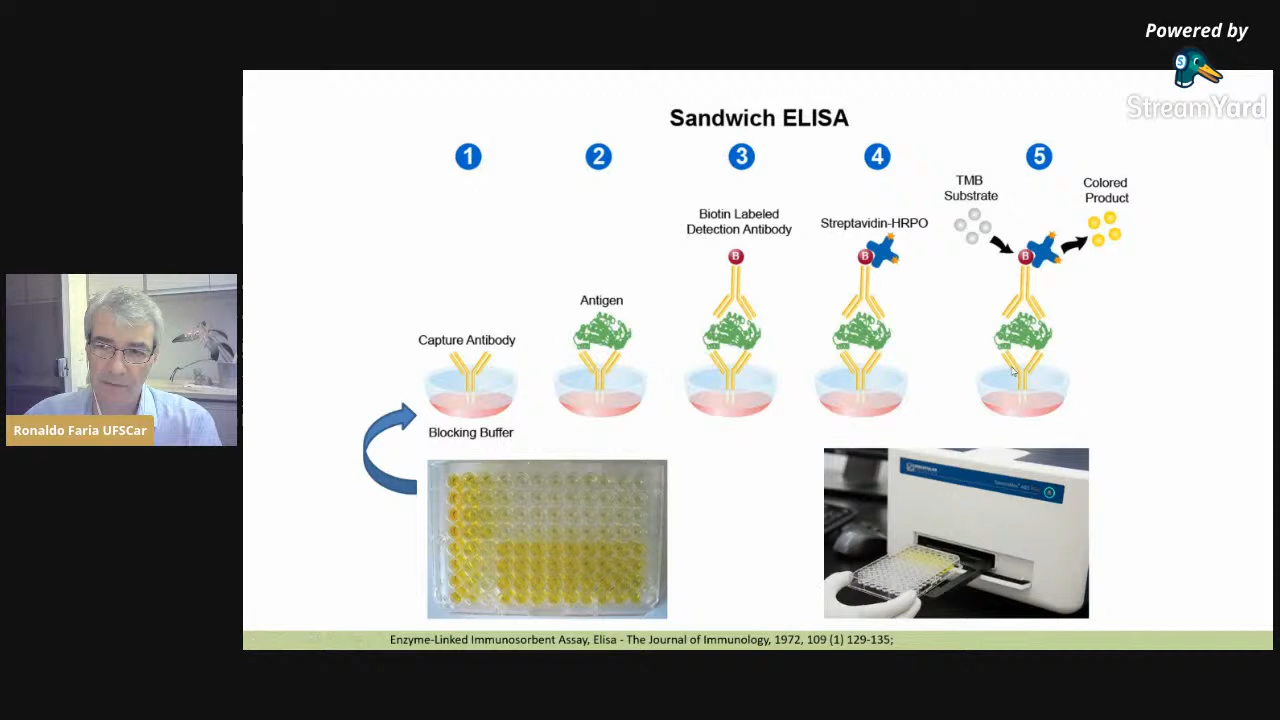 Powered by
S
StreamYard
Sandwich ELISA
1
2
3
4
5
TMB
Substrate
Colored
Product
Biotin Labeled
Detection Antibody
Streptavidin-HRPO
B
B
B
Antigen
Capture Antibody
Blocking Buffer
Ronaldo Faria UFSCar
Enzyme-Linked Immunosorbent Assay, Elisa - The Journal of Immunology, 1972, 109 (1) 129-135;